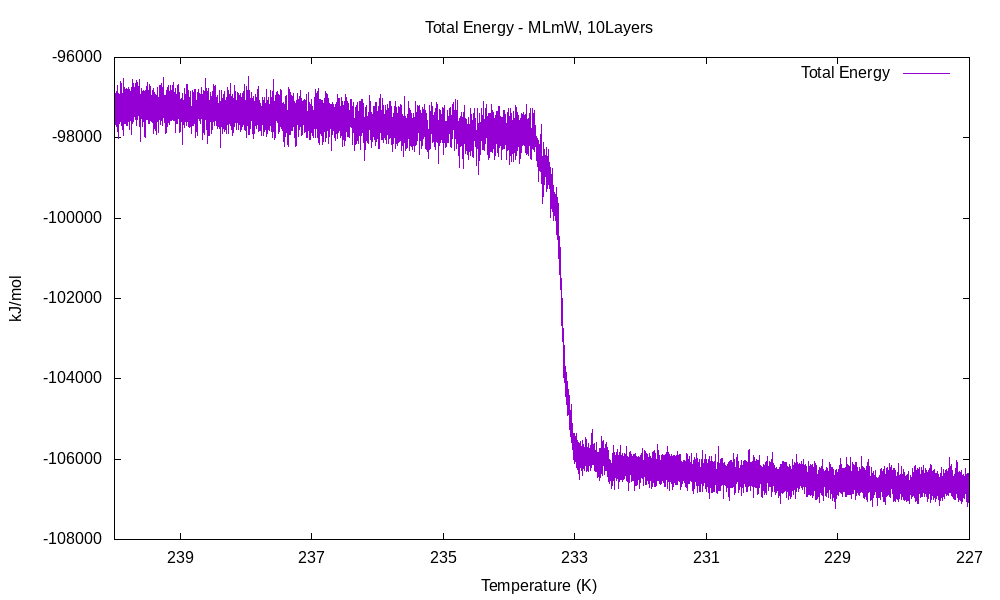 Total Energy - MLmW, 10Layers
Total Energy
kJ/mol
-96000
-98000
-100000
-102000
-104000
-106000
-108000
239 237 235 233 231 229 227
Temperature (K)